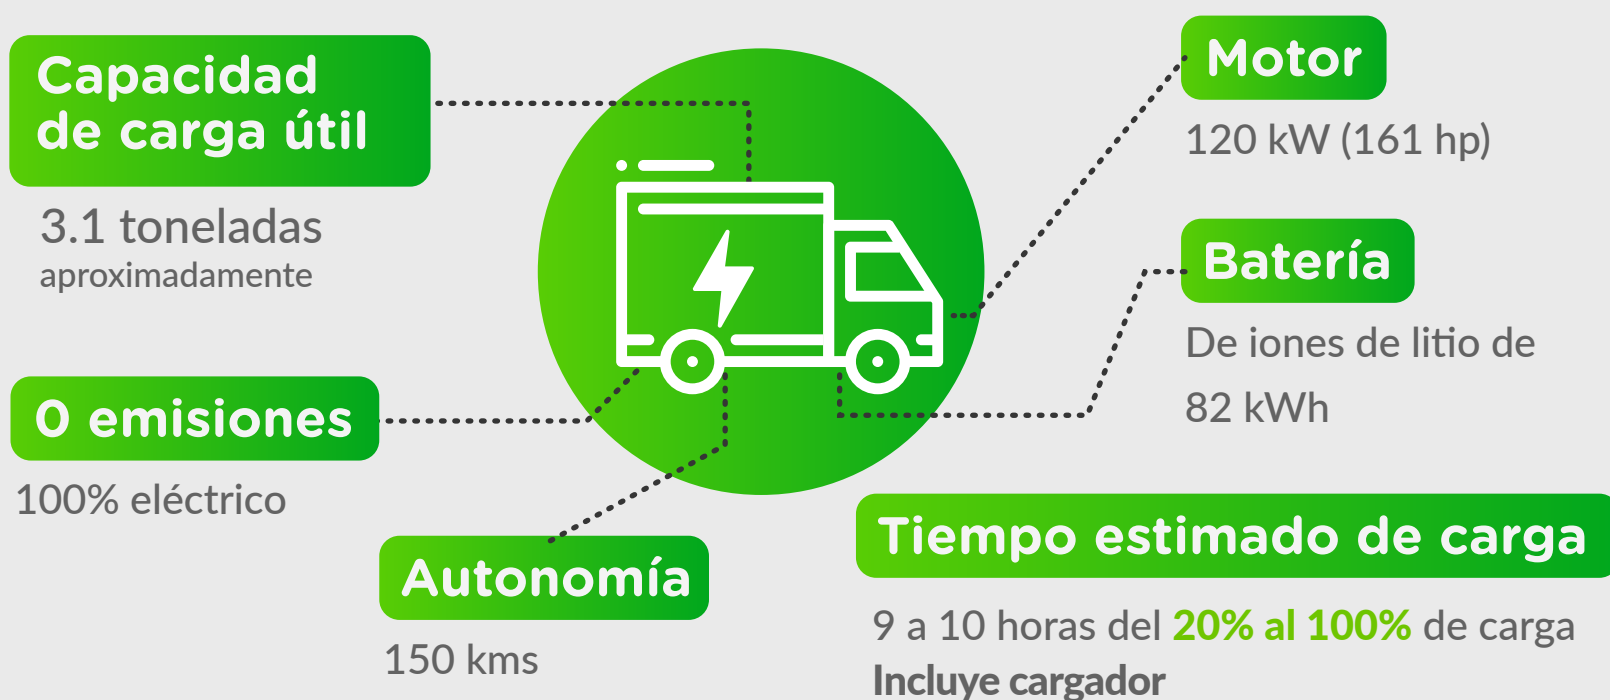 Capacidad
de carga útil
3.1 toneladas
aproximadamente
0 emisiones
100% eléctrico
Autonomía
150 kms
Motor
120 kW (161 hp)
Batería
De iones de litio de
82 kWh
Tiempo estimado de carga
9 a 10 horas del 20% al 100% de carga
Incluye cargador